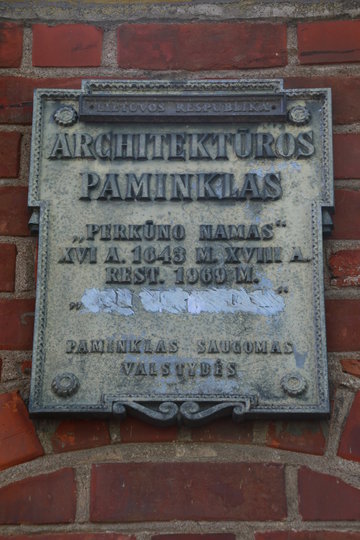 LIETUVOS RESPUBLIKA
ARCHITEKTŪROS
PAMINKLAS
„PERKŪNO NAMAS“
XVI A. 1643 M. XVIII A.
REST. 1969 M.
PAMINKLAS SAUGOMAS
VALSTYBĖS